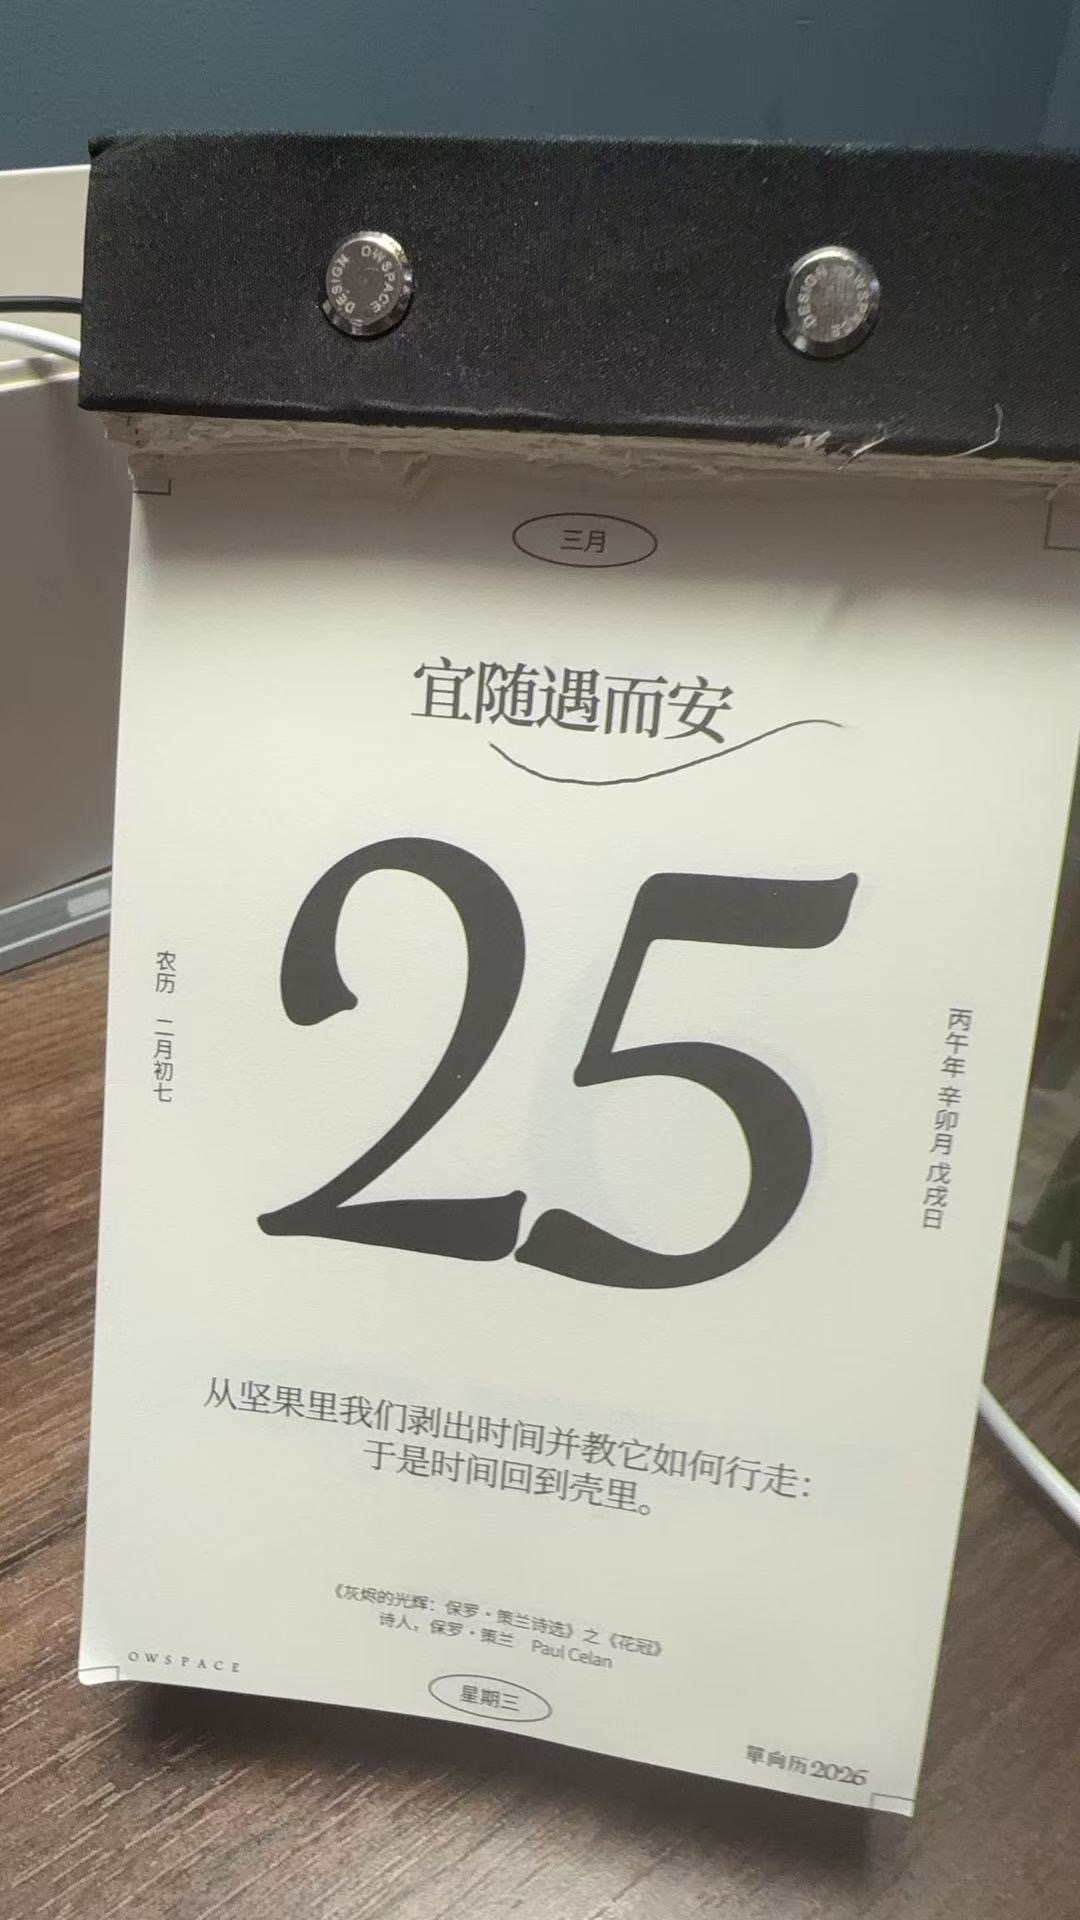 OWSPACE DESIGN
OWSPACE DESIGN
三月
宜随遇而安
25
农历 二月初七
丙午年 辛卯月 戊戌日
从坚果里我们剥出时间并教它如何行走：
于是时间回到壳里。
《灰烬的光辉：保罗·策兰诗选》之《花冠》
诗人，保罗·策兰 Paul Celan
OWSPACE
星期三
單向历2026